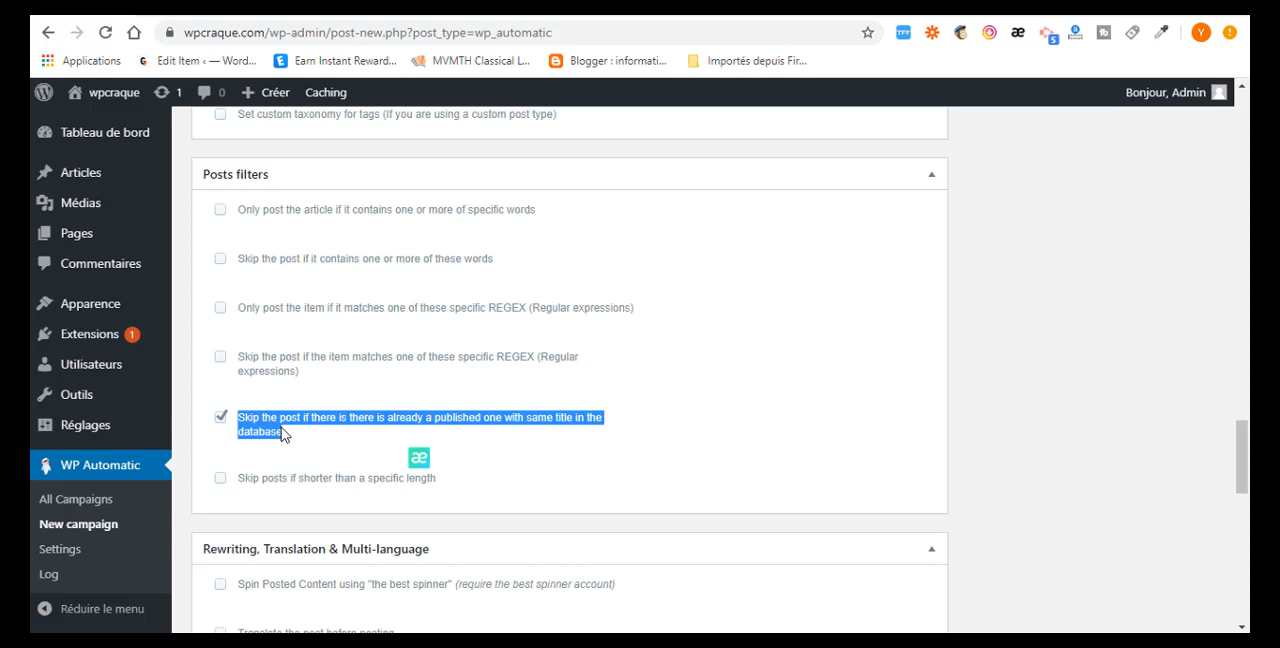 wpcraque.com/wp-admin/post-new.php?post_type=wp_automatic
Applications
Edit Item ‹ — Word...
Earn Instant Reward...
MVMTH Classical L...
Blogger : informati...
Importés depuis Fir...
wpcraque
1
0
Créer
Caching
Bonjour, Admin
Tableau de bord
Articles
Médias
Pages
Commentaires
Apparence
Extensions 1
Utilisateurs
Outils
Réglages
WP Automatic
All Campaigns
New campaign
Settings
Log
Réduire le menu
Set custom taxonomy for tags (If you are using a custom post type)
Posts filters
Only post the article if it contains one or more of specific words
Skip the post if it contains one or more of these words
Only post the item if it matches one of these specific REGEX (Regular expressions)
Skip the post if the item matches one of these specific REGEX (Regular
expressions)
Skip the post if there is there is already a published one with same title in the
database
æ
Skip posts if shorter than a specific length
Rewriting, Translation & Multi-language
Spin Posted Content using "the best spinner" (require the best spinner account)
Translate the post before posting